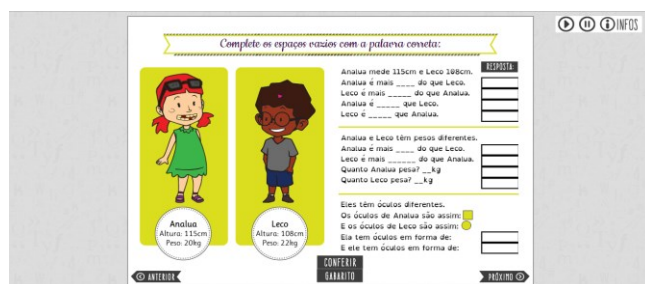 INFOS
Complete os espaços vazios com a palavra correta:
RESPOSTA:
Analua mede 115cm e Leco 108cm.
Analua é mais ____ do que Leco.
Leco é mais _____ do que Analua.
Analua é _____ que Leco.
Leco é _____ que Analua.
Analua e Leco têm pesos diferentes.
Analua é mais ____ do que Leco.
Leco é mais ______ do que Analua.
Quanto Analua pesa? __kg
Quanto Leco pesa? __kg
Eles têm óculos diferentes.
Os óculos de Analua são assim:
E os óculos de Leco são assim:
Ela tem óculos em forma de:
E ele tem óculos em forma de:
Analua
Altura: 115cm
Peso: 20kg
Leco
Altura: 108cm
Peso: 22kg
CONFERIR
GABARITO
ANTERIOR
PRÓXIMO